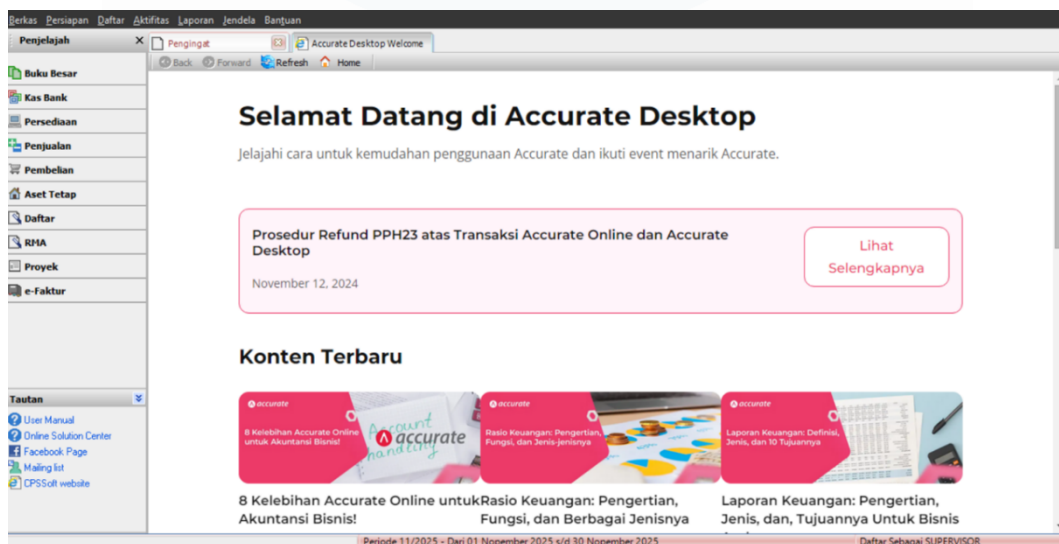 Berkas Persiapan Daftar Aktifitas Laporan Jendela Bantuan
Penjelajah X Pengingat Accurate Desktop Welcome
Back Forward Refresh Home
Buku Besar
Kas Bank
Persediaan
Penjualan
Pembelian
Aset Tetap
Daftar
RMA
Proyek
e-Faktur
Tautan
User Manual
Online Solution Center
Facebook Page
Mailing list
CPSSoft website
Selamat Datang di Accurate Desktop
Jelajahi cara untuk kemudahan penggunaan Accurate dan ikuti event menarik Accurate.
Prosedur Refund PPH23 atas Transaksi Accurate Online dan Accurate
Desktop
November 12, 2024
Lihat
Selengkapnya
Konten Terbaru
accurate
8 Kelebihan Accurate Online
untuk Akuntansi Bisnis!
Account
handling
accurate
accurate
Rasio Keuangan: Pengertian,
Fungsi, dan Jenis-jenisnya
accurate
Laporan Keuangan: Definisi,
Jenis, dan 10 Tujuannya
8 Kelebihan Accurate Online untuk
Akuntansi Bisnis!
Rasio Keuangan: Pengertian,
Fungsi, dan Berbagai Jenisnya
Laporan Keuangan: Pengertian,
Jenis, dan, Tujuannya Untuk Bisnis
Periode 11/2025 - Dari 01 Nopember 2025 s/d 30 Nopember 2025
Daftar Sebagai SUPERVISOR